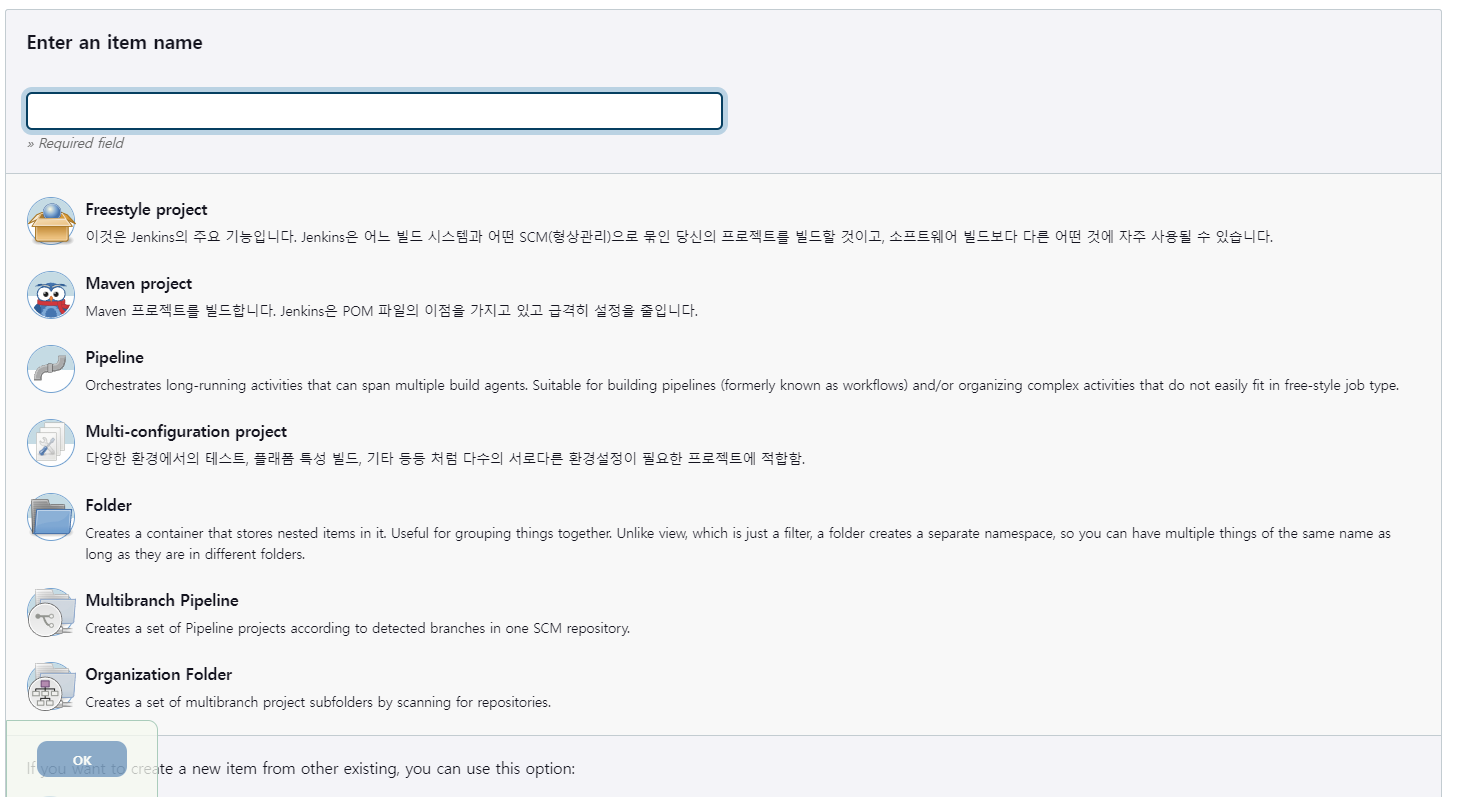 Enter an item name
» Required field
Freestyle project
이것은 Jenkins의 주요 기능입니다. Jenkins은 어느 빌드 시스템과 어떤 SCM(형상관리)으로 묶인 당신의 프로젝트를 빌드할 것이고, 소프트웨어 빌드보다 다른 어떤 것에 자주 사용될 수 있습니다.
Maven project
Maven 프로젝트를 빌드합니다. Jenkins은 POM 파일의 이점을 가지고 있고 급격히 설정을 줄입니다.
Pipeline
Orchestrates long-running activities that can span multiple build agents. Suitable for building pipelines (formerly known as workflows) and/or organizing complex activities that do not easily fit in free-style job type.
Multi-configuration project
다양한 환경에서의 테스트, 플래폼 특성 빌드, 기타 등등 처럼 다수의 서로다른 환경설정이 필요한 프로젝트에 적합함.
Folder
Creates a container that stores nested items in it. Useful for grouping things together. Unlike view, which is just a filter, a folder creates a separate namespace, so you can have multiple things of the same name as
long as they are in different folders.
Multibranch Pipeline
Creates a set of Pipeline projects according to detected branches in one SCM repository.
Organization Folder
Creates a set of multibranch project subfolders by scanning for repositories.
OK
If you want to create a new item from other existing, you can use this option: